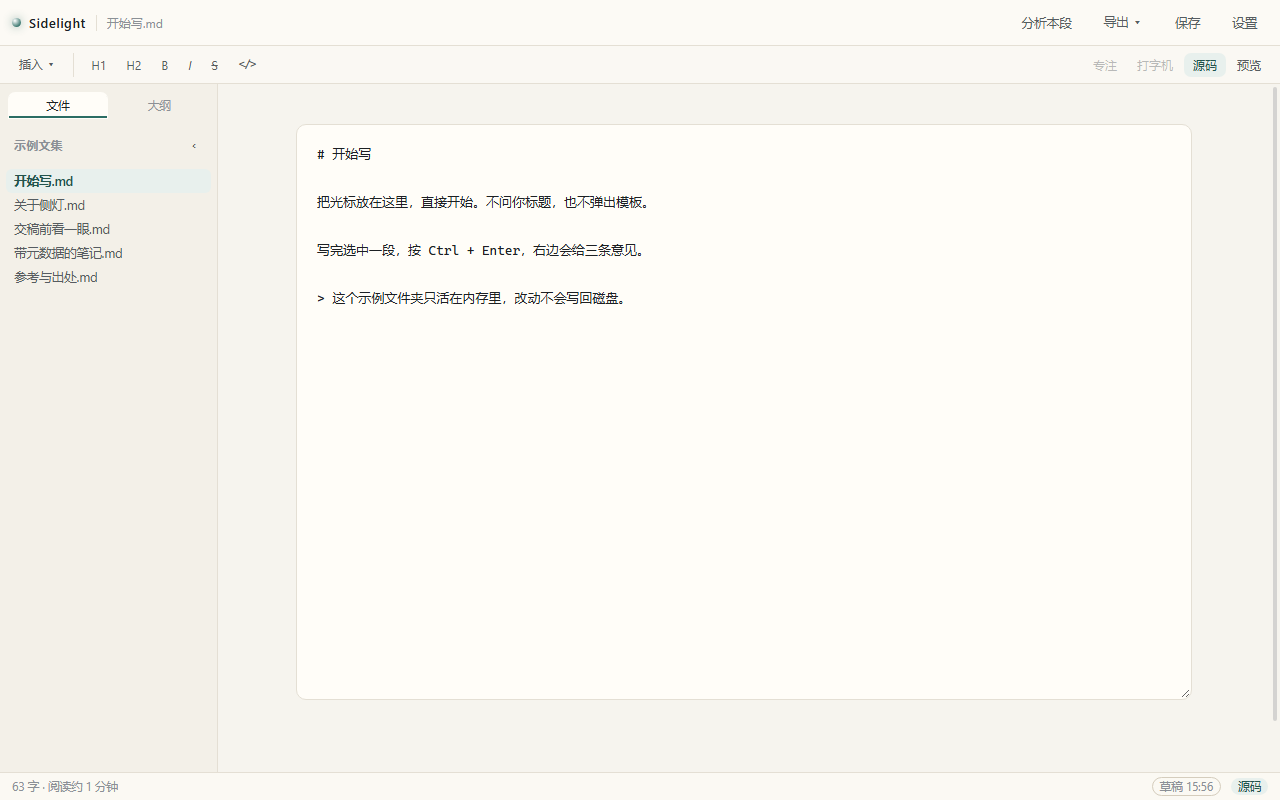 Sidelight 开始写.md 分析本段 导出 保存 设置
插入 H1 H2 B I S </> 专注 打字机 源码 预览
文件 大纲
示例文集
开始写.md
关于侧灯.md
交稿前看一眼.md
带元数据的笔记.md
参考与出处.md
# 开始写
把光标放在这里，直接开始。不问你标题，也不弹出模板。
写完选中一段，按 Ctrl + Enter，右边会给三条意见。
> 这个示例文件夹只活在内存里，改动不会写回磁盘。
63 字 · 阅读约 1 分钟 草稿 15:56 源码